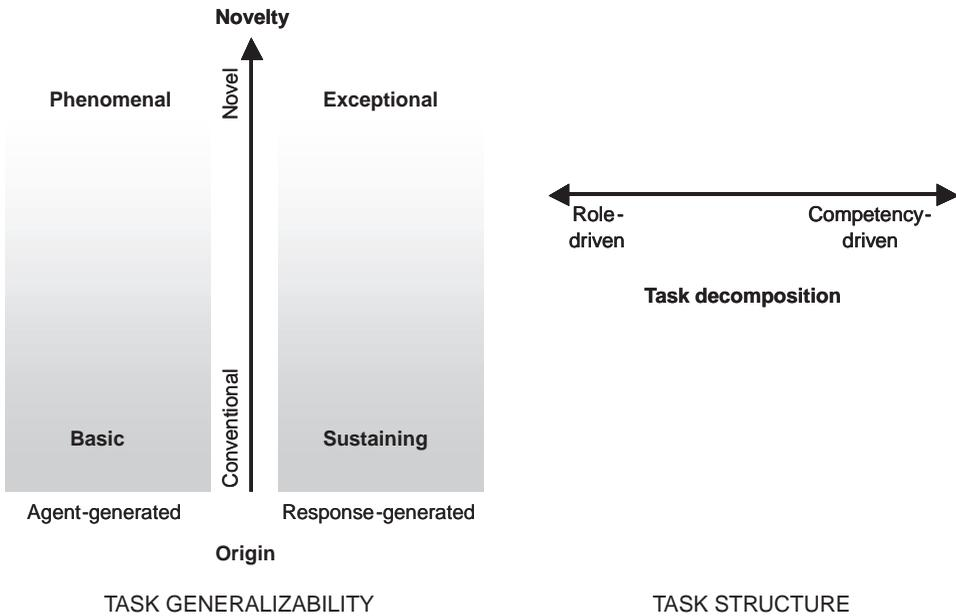 Novelty
Novel
Phenomenal
Exceptional
Role-
driven
Competency-
driven
Task decomposition
Conventional
Basic
Sustaining
Agent-generated
Response-generated
Origin
TASK GENERALIZABILITY
TASK STRUCTURE